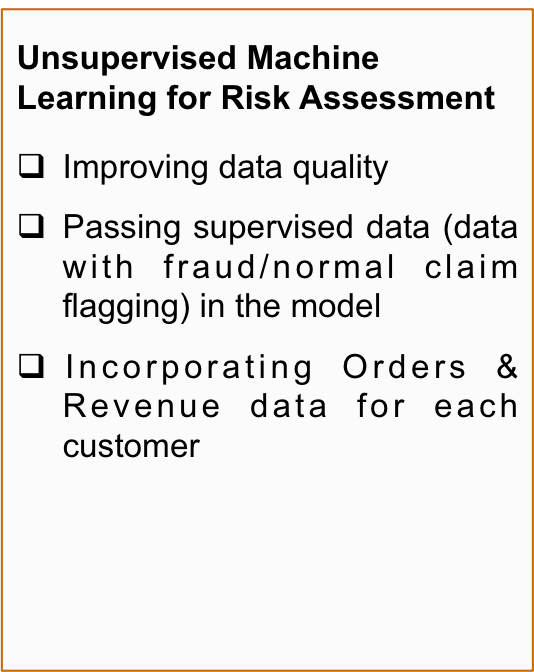 Unsupervised Machine
Learning for Risk Assessment
❑ Improving data quality
❑ Passing supervised data (data
with fraud/normal claim
flagging) in the model
❑ Incorporating Orders &
Revenue data for each
customer